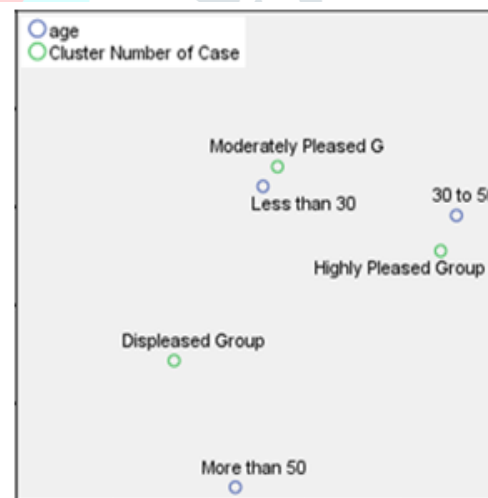 age
Cluster Number of Case
Moderately Pleased G
Less than 30
30 to 5
Highly Pleased Group
Displeased Group
More than 50